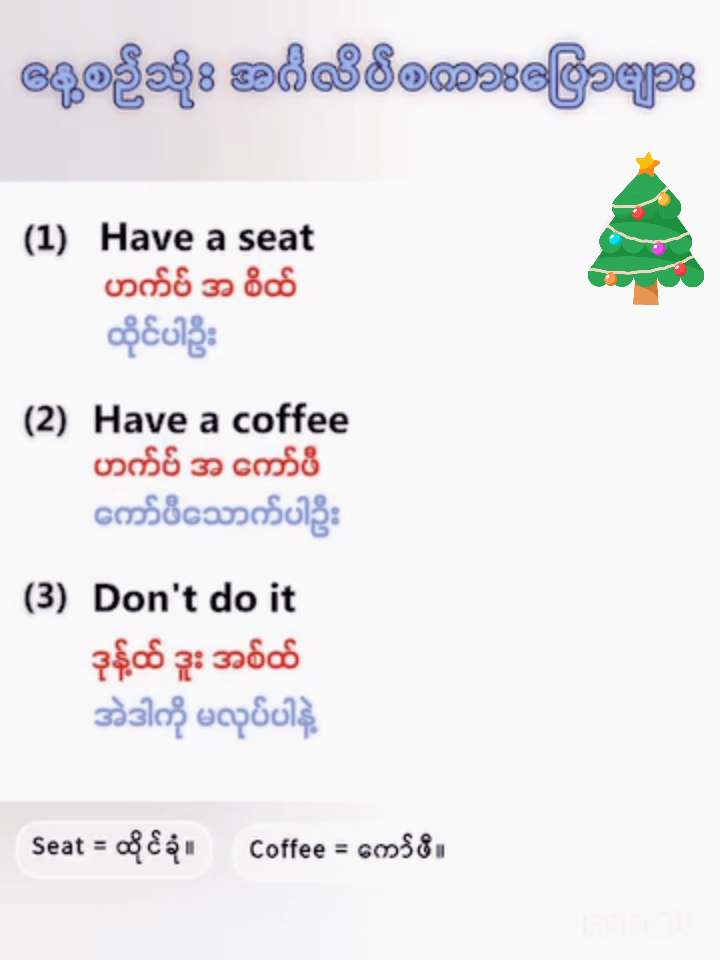 နေ့စဉ်သုံး အင်္ဂလိပ်စကားပြောများ
(1) Have a seat
ဟက်ဗ် အ စိထ်
ထိုင်ပါဦး
(2) Have a coffee
ဟက်ဗ် အ ကော်ဖီ
ကော်ဖီသောက်ပါဦး
(3) Don't do it
ဒုန့်ထ် ဒူး အစ်ထ်
အဲဒါကို မလုပ်ပါနဲ့
Seat = ထိုင်ခုံ။
Coffee = ကော်ဖီ။